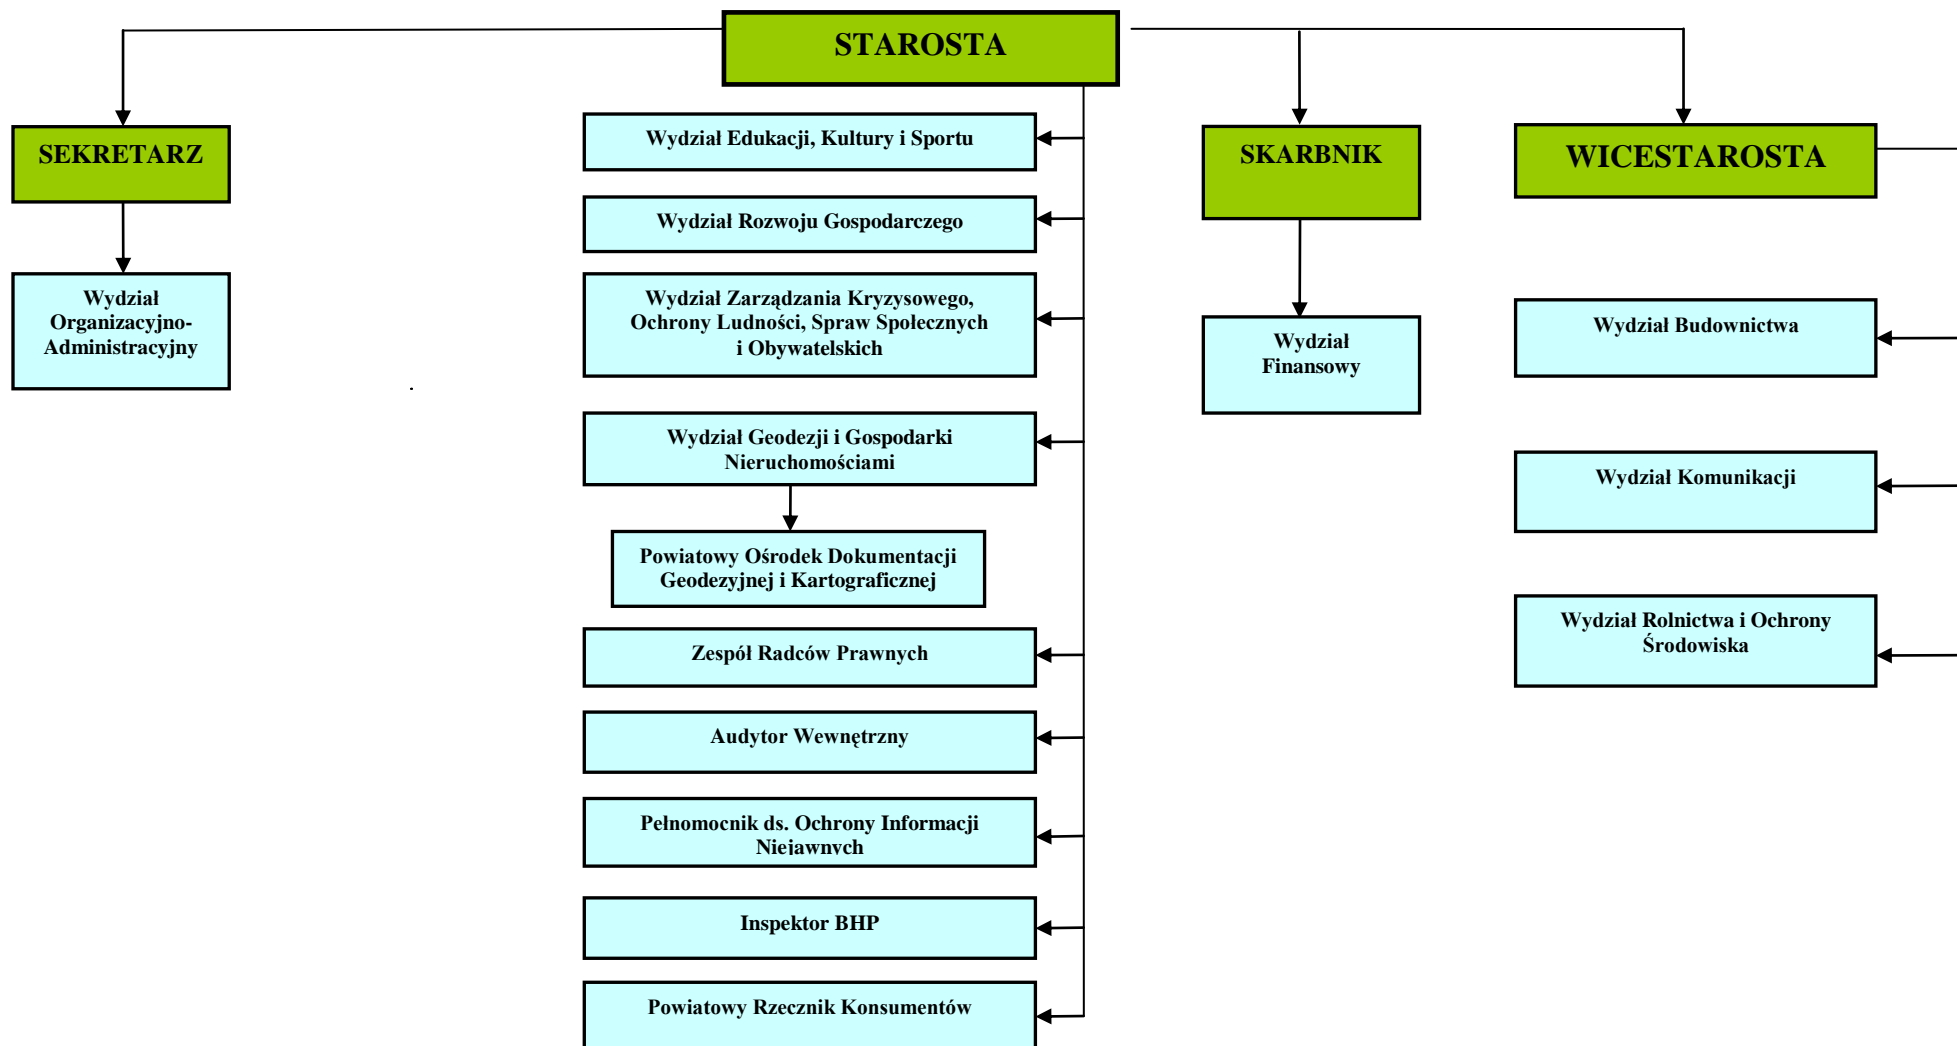 STAROSTA
SEKRETARZ
Wydział
Organizacyjno-
Administracyjny
Wydział Edukacji, Kultury i Sportu
Wydział Rozwoju Gospodarczego
Wydział Zarządzania Kryzysowego,
Ochrony Ludności, Spraw Społecznych
i Obywatelskich
Wydział Geodezji i Gospodarki
Nieruchomościami
Powiatowy Ośrodek Dokumentacji
Geodezyjnej i Kartograficznej
Zespół Radców Prawnych
Audytor Wewnętrzny
Pełnomocnik ds. Ochrony Informacji
Niejawnych
Inspektor BHP
Powiatowy Rzecznik Konsumentów
SKARBNIK
Wydział
Finansowy
WICESTAROSTA
Wydział Budownictwa
Wydział Komunikacji
Wydział Rolnictwa i Ochrony
Środowiska